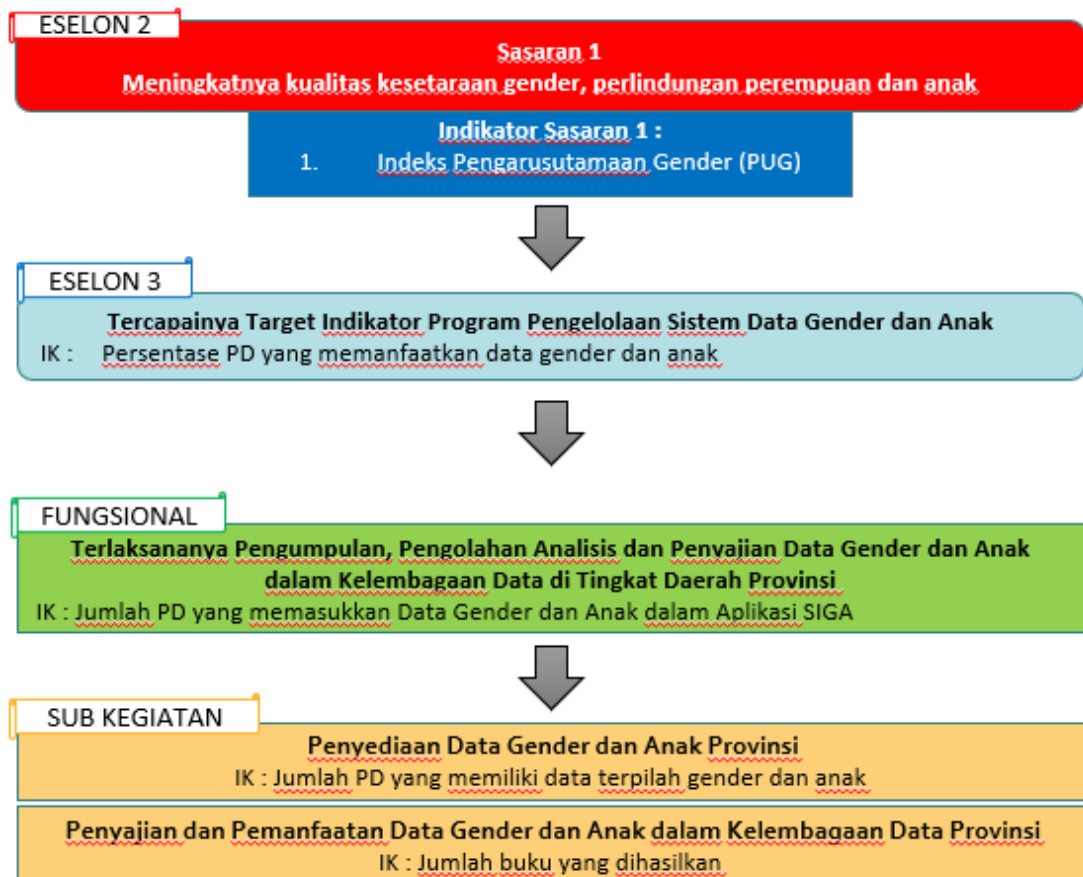 ESELON 2
Sasaran 1
Meningkatnya kualitas kesetaraan gender, perlindungan perempuan dan anak
Indikator Sasaran 1 :
1. Indeks Pengarusutamaan Gender (PUG)
ESELON 3
Tercapainya Target Indikator Program Pengelolaan Sistem Data Gender dan Anak
IK : Persentase PD yang memanfaatkan data gender dan anak
FUNGSIONAL
Terlaksananya Pengumpulan, Pengolahan Analisis dan Penyajian Data Gender dan Anak
dalam Kelembagaan Data di Tingkat Daerah Provinsi
IK : Jumlah PD yang memasukkan Data Gender dan Anak dalam Aplikasi SIGA
SUB KEGIATAN
Penyediaan Data Gender dan Anak Provinsi
IK : Jumlah PD yang memiliki data terpilah gender dan anak
Penyajian dan Pemanfaatan Data Gender dan Anak dalam Kelembagaan Data Provinsi
IK : Jumlah buku yang dihasilkan